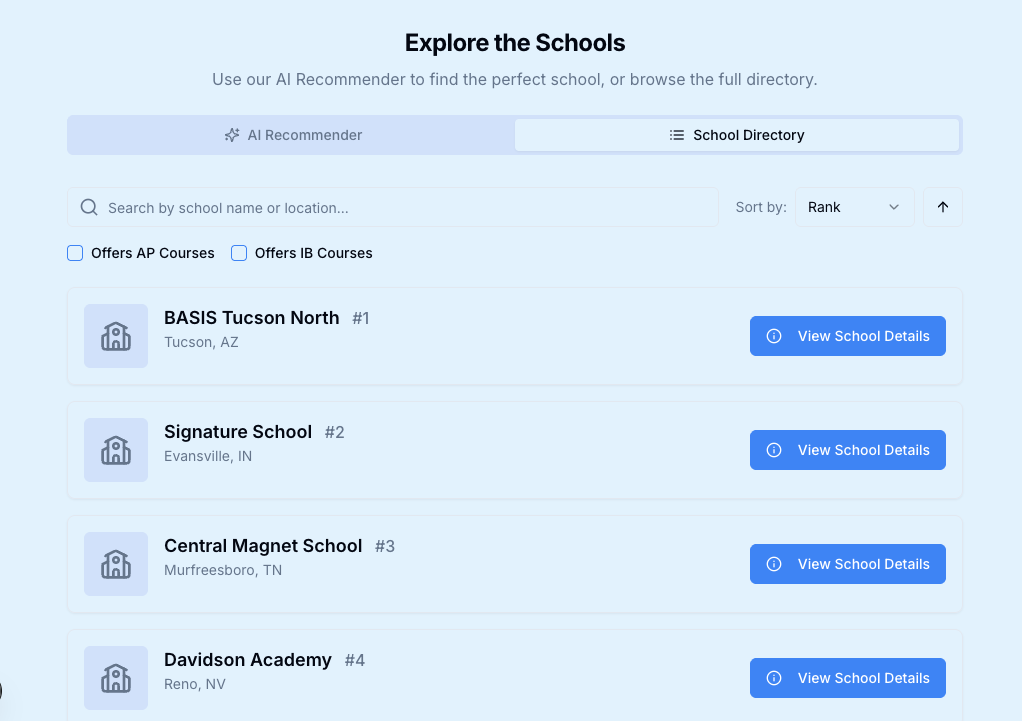 Explore the Schools
Use our AI Recommender to find the perfect school, or browse the full directory.
AI Recommender
School Directory
Search by school name or location...
Sort by:
Rank
Offers AP Courses
Offers IB Courses
BASIS Tucson North #1
Tucson, AZ
View School Details
Signature School #2
Evansville, IN
View School Details
Central Magnet School #3
Murfreesboro, TN
View School Details
Davidson Academy #4
Reno, NV
View School Details